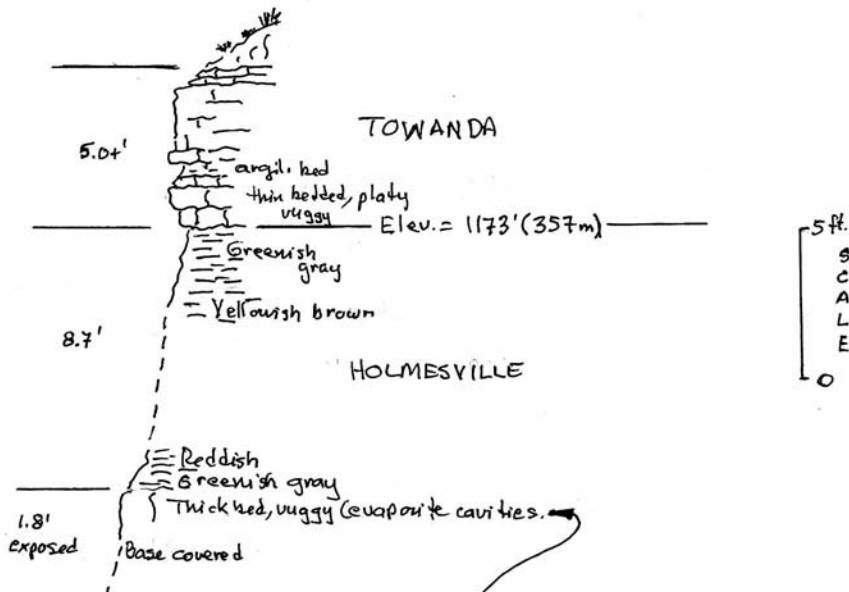 5.0+'
TOWANDA
argil. bed
thin bedded, platy
vuggy
Elev. = 1173' (357m)
5 ft.
SCALE
0
Greenish
gray
Yellowish brown
8.7'
HOLMESVILLE
Reddish
Greenish gray
Thick bed, vuggy (evaporite cavities.
1.8'
exposed
Base covered